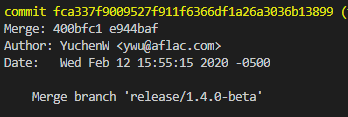 commit fca337f9009527f911f6366df1a26a3036b13899 (
Merge: 400bfc1 e944baf
Author: YuchenW <ywu@aflac.com>
Date:   Wed Feb 12 15:55:15 2020 -0500
Merge branch 'release/1.4.0-beta'